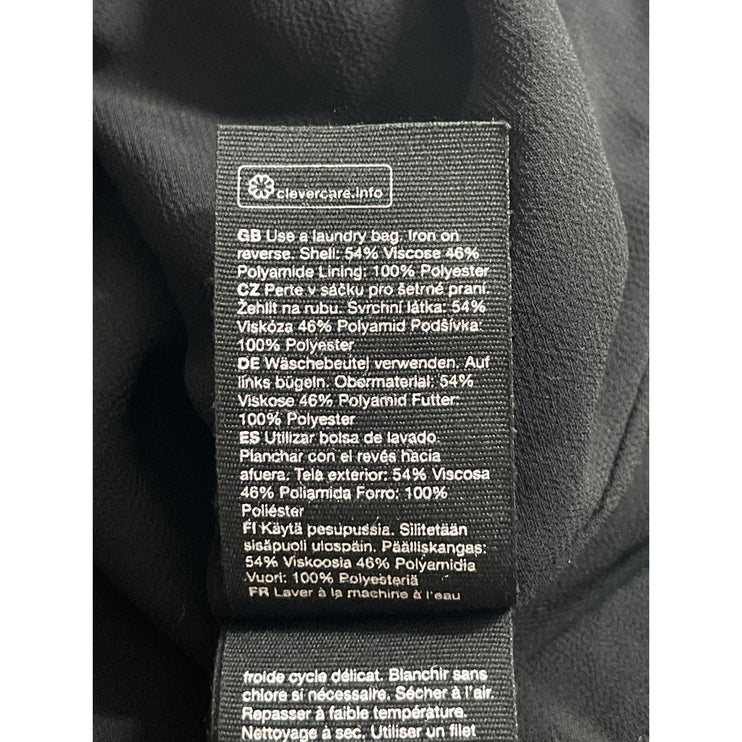 clevercare.info
GB Use a laundry bag. Iron on
reverse. Shell: 54% Viscose 46%
Polyamide Lining: 100% Polyester
CZ Perte v sáčku pro šetrné praní.
Žehlit na rubu. Svrchní látka: 54%
Viskóza 46% Polyamid Podšívka:
100% Polyester
DE Wäschebeutel verwenden. Auf
links bügeln. Obermaterial: 54%
Viskose 46% Polyamid Futter:
100% Polyester
ES Utilizar bolsa de lavado.
Planchar con el revés hacia
afuera. Tela exterior: 54% Viscosa
46% Poliamida Forro: 100%
Poliéster
FI Käytä pesupussia. Silitetään
sisäpuoli ulospäin. Päälliskangas:
54% Viskoosia 46% Polyamidia
Vuori: 100% Polyesteriä
FR Laver à la machine à l'eau
froide cycle délicat. Blanchir sans
chlore si nécessaire. Sécher à l'air.
Repasser à faible température.
Nettoyage à sec. Utiliser un filet